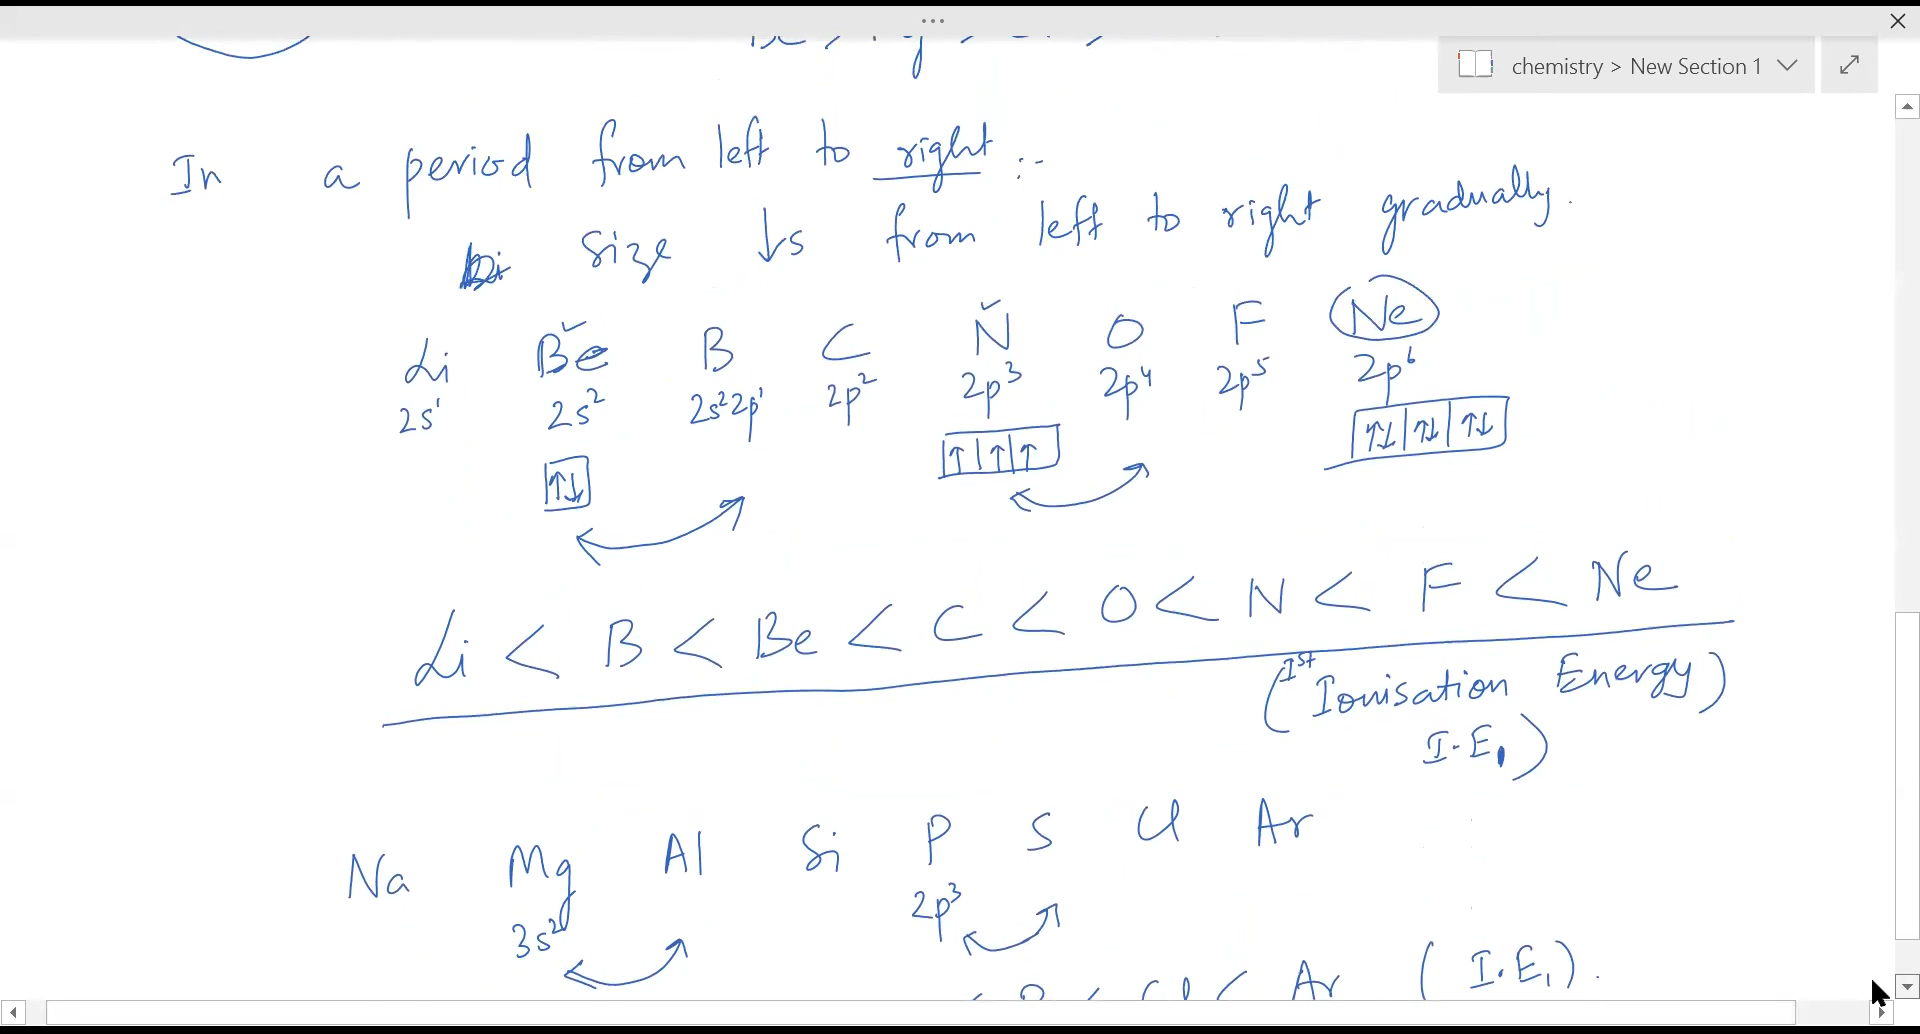 chemistry > New Section 1
In a period from left to right :-
size ↓s from left to right gradually.
Li Be B C N O F Ne
2s¹ 2s² 2s²2p¹ 2p² 2p³ 2p⁴ 2p⁵ 2p⁶
↑↓ ↑ ↑ ↑ ↑↓ ↑↓ ↑↓
Li < B < Be < C < O < N < F < Ne
(Iˢᵗ Ionisation Energy)
I.E₁)
Na Mg Al Si P S Cl Ar
3s² 2p³
< Cl < Ar (I.E₁).